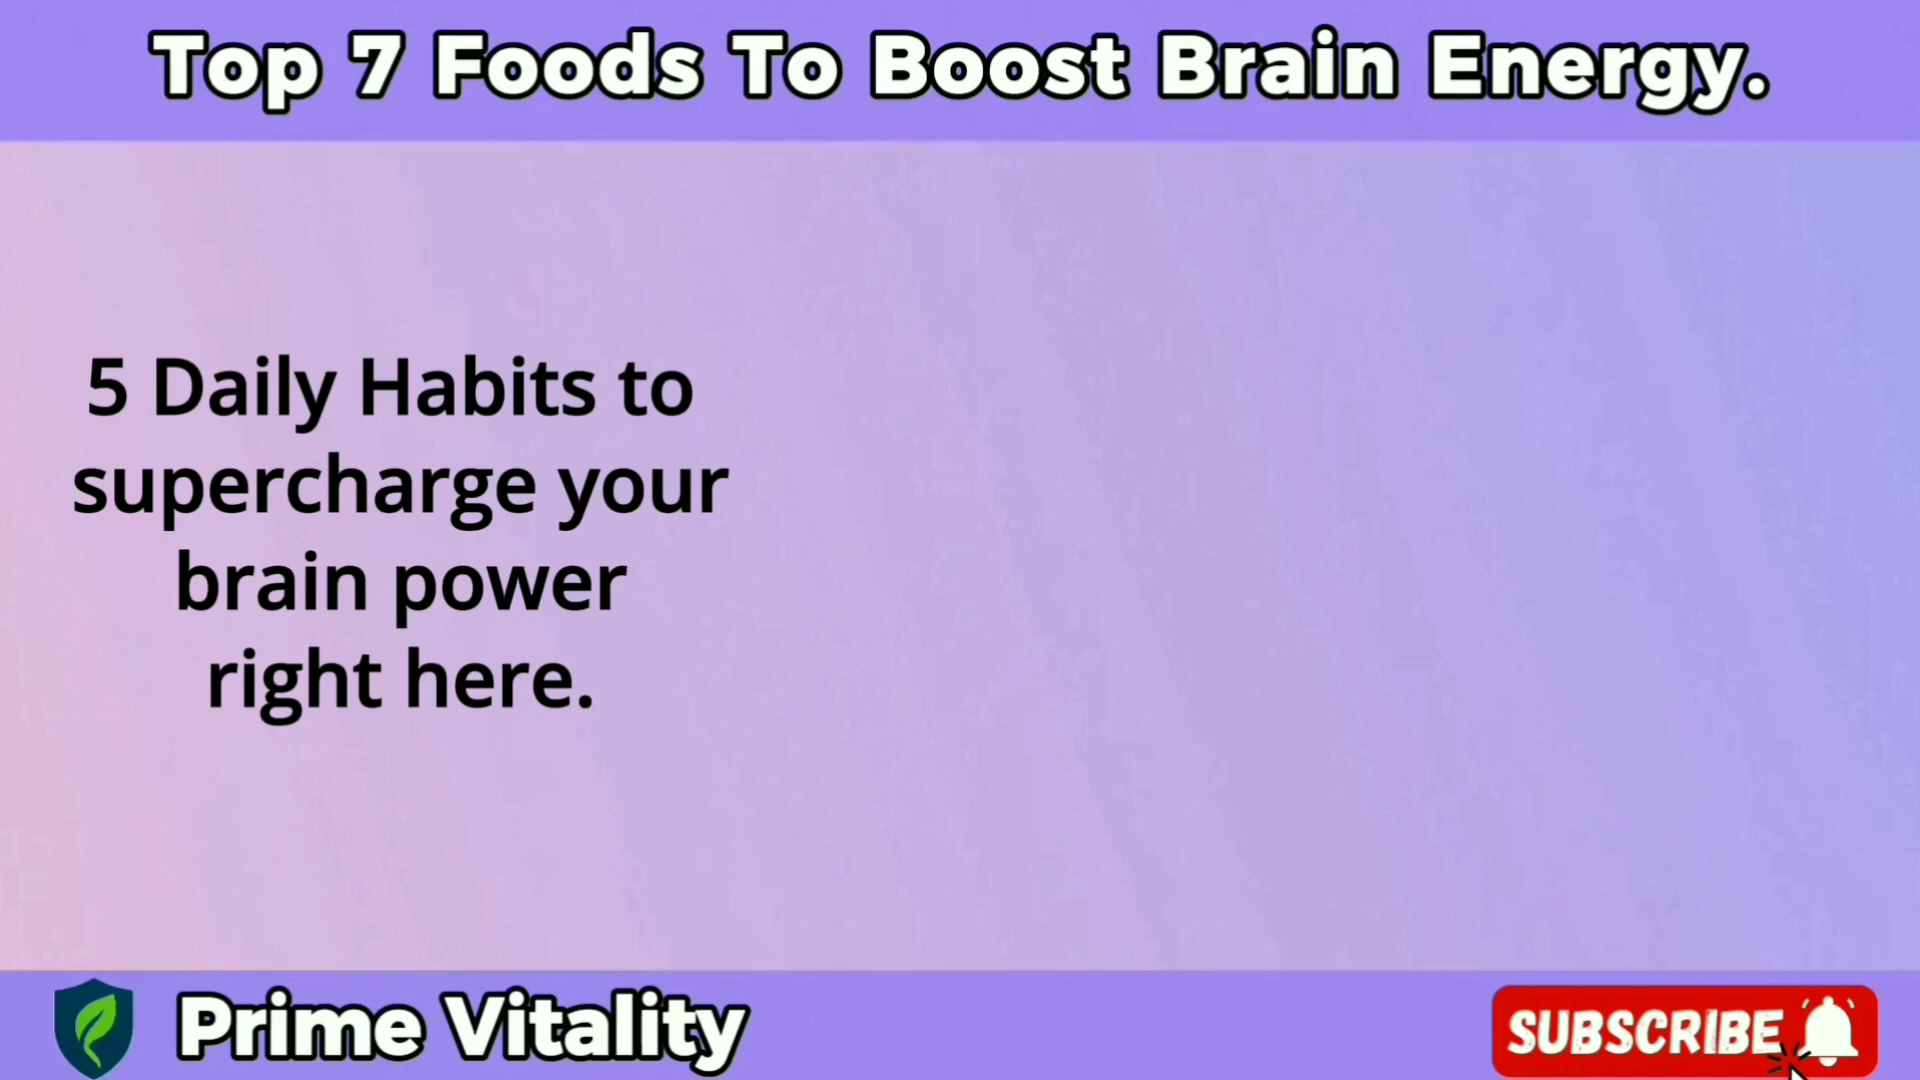 Top 7 Foods To Boost Brain Energy.
5 Daily Habits to
supercharge your
brain power
right here.
Prime Vitality
SUBSCRIBE